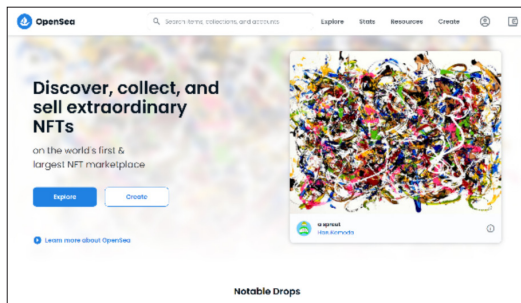 OpenSea
Search items, collections, and accounts
Explore Stats Resources Create
Discover, collect, and
sell extraordinary
NFTs
on the world's first &
largest NFT marketplace
Explore Create
a sprout
Learn more about OpenSea
Notable Drops